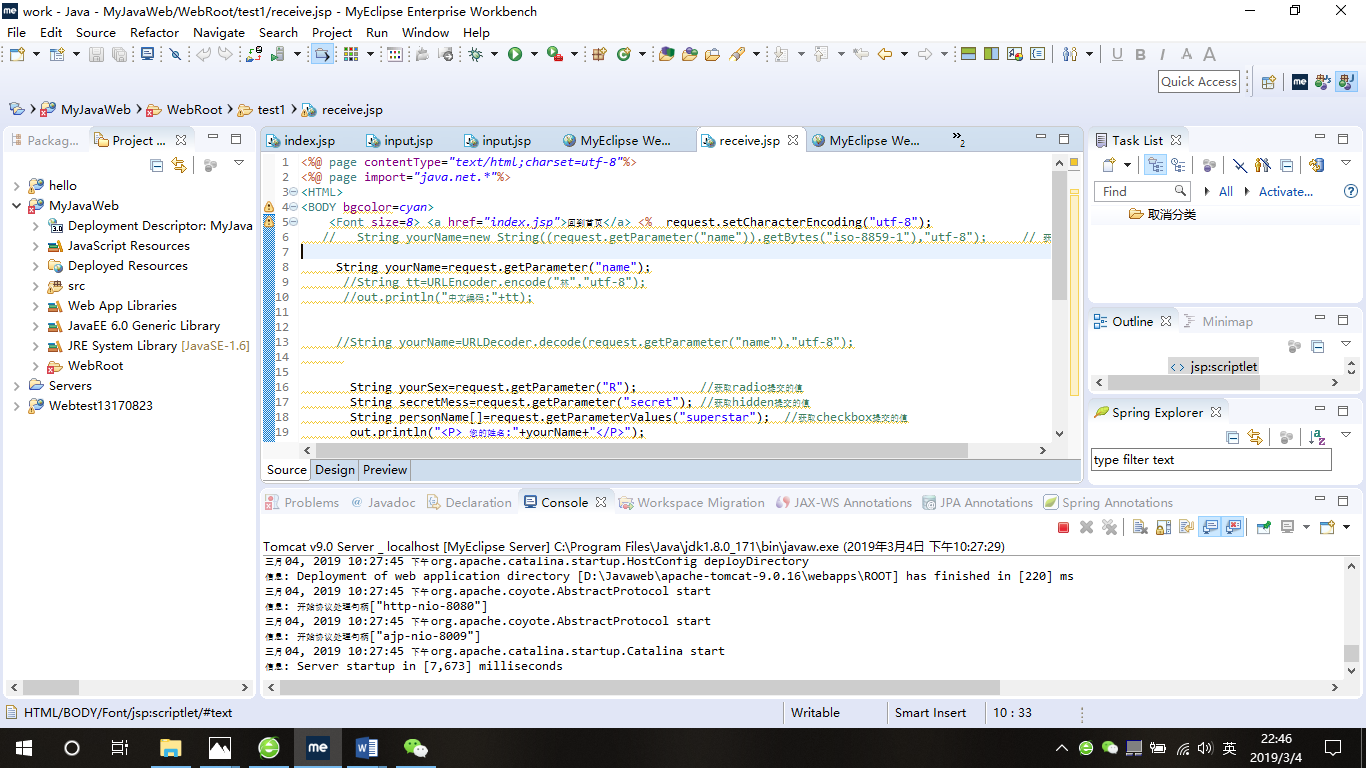 work - Java - MyJavaWeb/WebRoot/test1/receive.jsp - MyEclipse Enterprise Workbench
File Edit Source Refactor Navigate Search Project Run Window Help
Quick Access
MyJavaWeb WebRoot test1 receive.jsp
Packag... Project ...
hello
MyJavaWeb
Deployment Descriptor: MyJava
JavaScript Resources
Deployed Resources
src
Web App Libraries
JavaEE 6.0 Generic Library
JRE System Library [JavaSE-1.6]
WebRoot
Servers
Webtest13170823
index.jsp input.jsp input.jsp MyEclipse We... receive.jsp MyEclipse We... »2
1 <%@ page contentType="text/html;charset=utf-8"%>
2 <%@ page import="java.net.*"%>
3 <HTML>
4 <BODY bgcolor=cyan>
5 <Font size=8> <a href="index.jsp">回到首页</a> <% request.setCharacterEncoding("utf-8");
6 // String yourName=new String((request.getParameter("name")).getBytes("iso-8859-1"),"utf-8"); // 获
7
8 String yourName=request.getParameter("name");
9 //String tt=URLEncoder.encode("林","utf-8");
10 //out.println("中文编码:"+tt);
11
12
13 //String yourName=URLDecoder.decode(request.getParameter("name"),"utf-8");
14
15
16 String yourSex=request.getParameter("R"); //获取radio提交的值
17 String secretMess=request.getParameter("secret"); //获取hidden提交的值
18 String personName[]=request.getParameterValues("superstar"); //获取checkbox提交的值
19 out.println("<P> 您的姓名:"+yourName+"</P>");
Source Design Preview
Task List
Find All Activate...
取消分类
Outline Minimap
jsp:scriptlet
Spring Explorer
type filter text
Problems @ Javadoc Declaration Console Workspace Migration JAX-WS Annotations JPA Annotations Spring Annotations
Tomcat v9.0 Server _ localhost [MyEclipse Server] C:\Program Files\Java\jdk1.8.0_171\bin\javaw.exe (2019年3月4日 下午10:27:29)
三月 04, 2019 10:27:45 下午 org.apache.catalina.startup.HostConfig deployDirectory
信息: Deployment of web application directory [D:\Javaweb\apache-tomcat-9.0.16\webapps\ROOT] has finished in [220] ms
三月 04, 2019 10:27:45 下午 org.apache.coyote.AbstractProtocol start
信息: 开始协议处理句柄["http-nio-8080"]
三月 04, 2019 10:27:45 下午 org.apache.coyote.AbstractProtocol start
信息: 开始协议处理句柄["ajp-nio-8009"]
三月 04, 2019 10:27:45 下午 org.apache.catalina.startup.Catalina start
信息: Server startup in [7,673] milliseconds
HTML/BODY/Font/jsp:scriptlet/#text Writable Smart Insert 10 : 33
英 22:46
2019/3/4